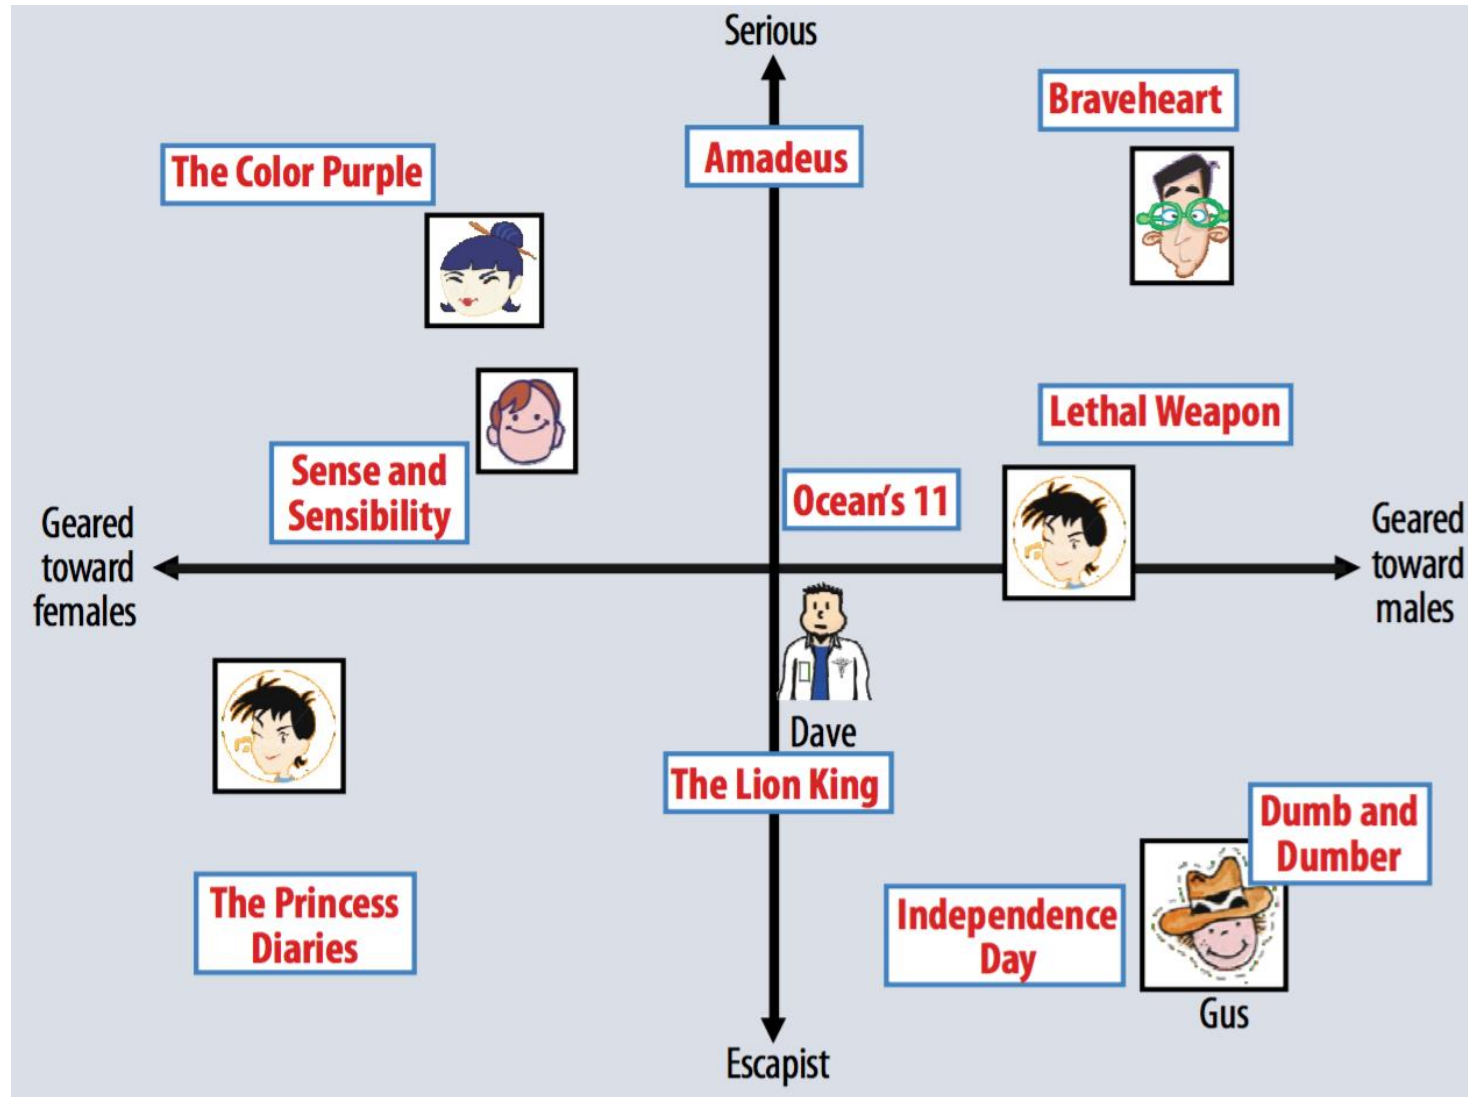 Serious
Braveheart
Amadeus
The Color Purple
Lethal Weapon
Sense and
Sensibility
Ocean's 11
Geared
toward
females
Geared
toward
males
Dave
The Lion King
Dumb and
Dumber
The Princess
Diaries
Independence
Day
Gus
Escapist